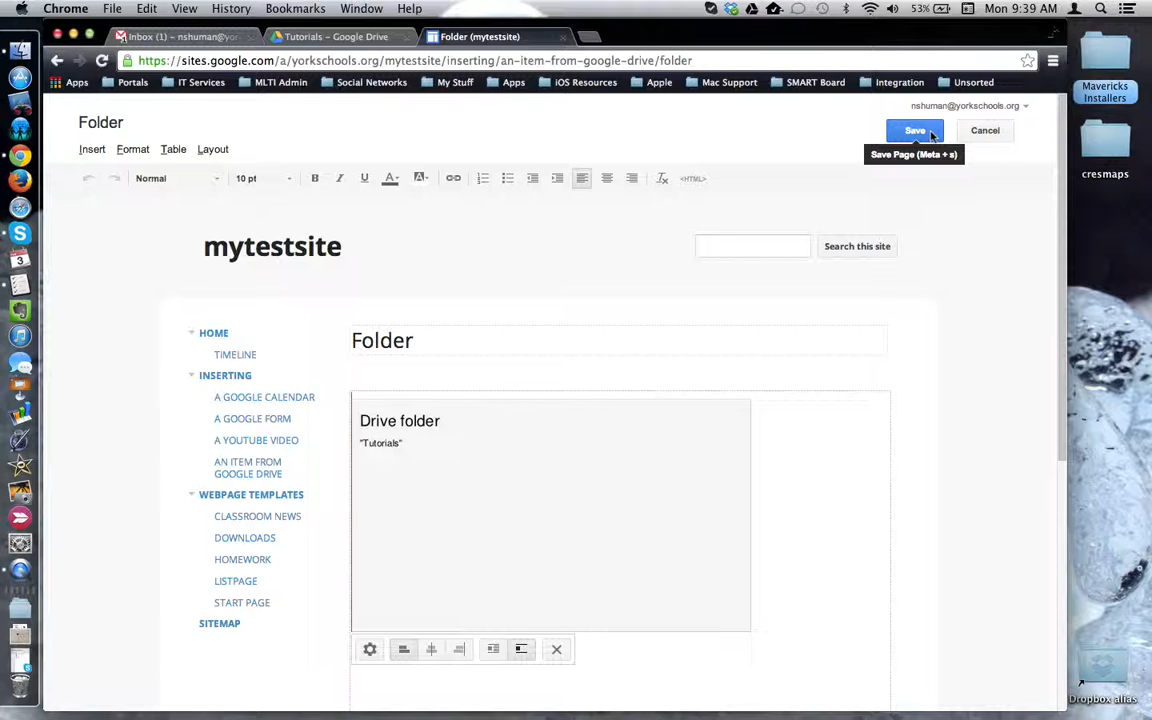 Chrome File Edit View History Bookmarks Window Help 53% Mon 9:39 AM
Inbox (1) – nshuman@yor Tutorials – Google Drive Folder (mytestsite)
https://sites.google.com/a/yorkschools.org/mytestsite/inserting/an-item-from-google-drive/folder
Apps Portals IT Services MLTI Admin Social Networks My Stuff Apps iOS Resources Apple Mac Support SMART Board Integration Unsorted
Mavericks
Installers
cresmaps
nshuman@yorkschools.org
Folder
Save Cancel
Save Page (Meta + s)
Insert Format Table Layout
Normal 10 pt B I U A A <HTML>
mytestsite
Search this site
HOME
TIMELINE
INSERTING
A GOOGLE CALENDAR
A GOOGLE FORM
A YOUTUBE VIDEO
AN ITEM FROM
GOOGLE DRIVE
WEBPAGE TEMPLATES
CLASSROOM NEWS
DOWNLOADS
HOMEWORK
LISTPAGE
START PAGE
SITEMAP
Folder
Drive folder
"Tutorials"
Dropbox alias